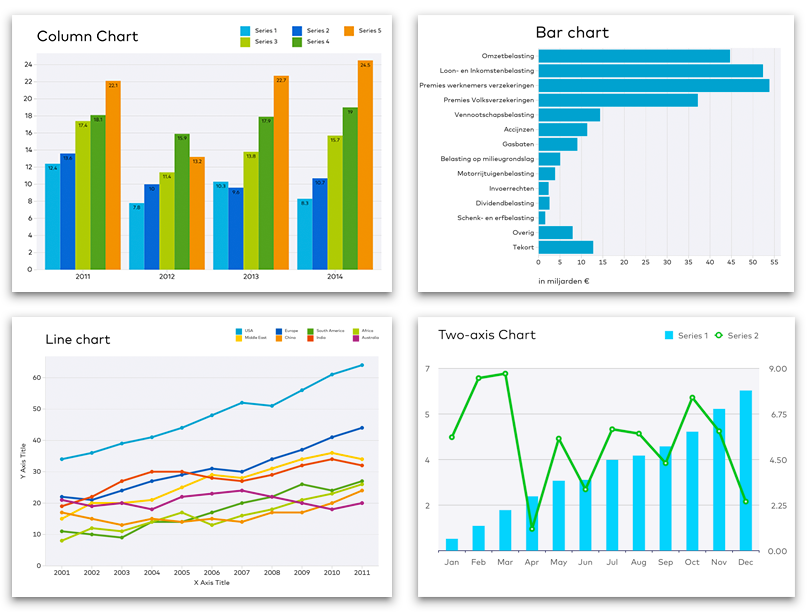 Column Chart
Series 1 Series 2 Series 5
Series 3 Series 4
24
22
20
18
16
14
12
10
8
6
4
2
0
12.4 13.6 17.4 18.1 22.1
7.8 10 11.4 15.9 13.2
10.3 9.6 13.8 17.9 22.7
8.3 10.7 15.7 19 24.5
2011 2012 2013 2014
Bar chart
Omzetbelasting
Loon- en Inkomstenbelasting
Premies werknemers verzekeringen
Premies Volksverzekeringen
Vennootschapsbelasting
Accijnzen
Gasbaten
Belasting op milieugrondslag
Motorrijtuigenbelasting
Invoerrechten
Dividendbelasting
Schenk- en erfbelasting
Overig
Tekort
0 5 10 15 20 25 30 35 40 45 50 55
in miljarden €
Line chart
USA Europe South America Africa
Middle East China India Australia
Y Axis Title
60
50
40
30
20
10
0
2001 2002 2003 2004 2005 2006 2007 2008 2009 2010 2011
X Axis Title
Two-axis Chart
Series 1 Series 2
7 9.00
5 6.75
4 4.50
2 2.25
0.00
Jan Feb Mar Apr May Jun Jul Aug Sep Oct Nov Dec